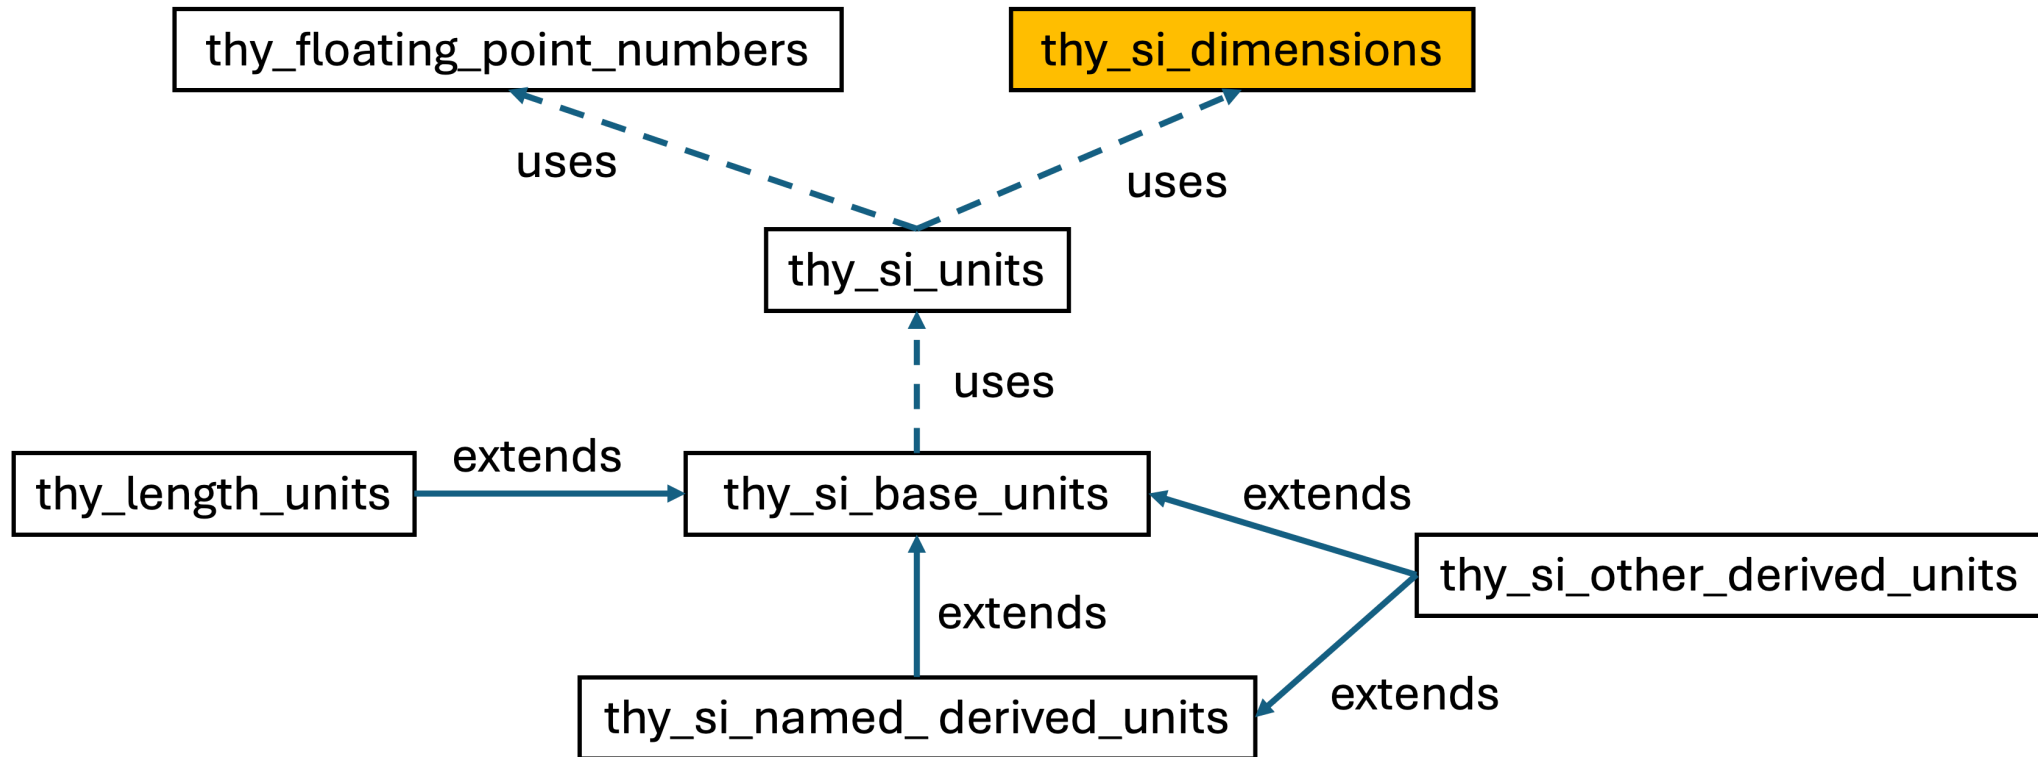 thy_floating_point_numbers
thy_si_dimensions
uses
uses
thy_si_units
uses
extends
thy_length_units
thy_si_base_units
extends
thy_si_other_derived_units
extends
extends
thy_si_named_ derived_units